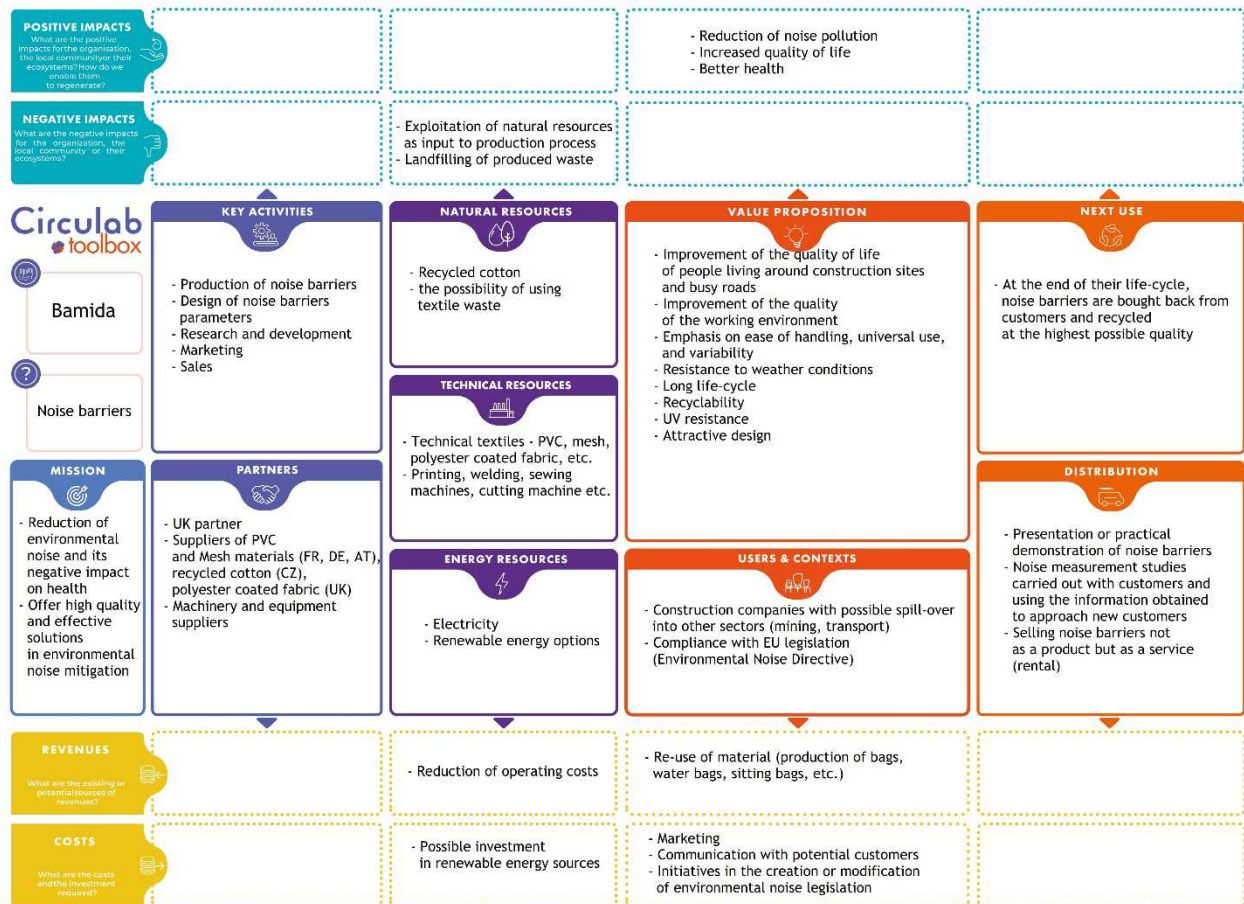 POSITIVE IMPACTS
What are the positive
impacts forthe organisation,
the local communityor their
ecosystems? How do we
enable them
to regenerate?
- Reduction of noise pollution
- Increased quality of life
- Better health
NEGATIVE IMPACTS
What are the negative impacts
for the organization, the
local community or their
ecosystems?
- Exploitation of natural resources
as input to production process
- Landfilling of produced waste
Circulab
toolbox
Bamida
?
Noise barriers
KEY ACTIVITIES
- Production of noise barriers
- Design of noise barriers
parameters
- Research and development
- Marketing
- Sales
NATURAL RESOURCES
- Recycled cotton
- the possibility of using
textile waste
TECHNICAL RESOURCES
- Technical textiles - PVC, mesh,
polyester coated fabric, etc.
- Printing, welding, sewing
machines, cutting machine etc.
VALUE PROPOSITION
- Improvement of the quality of life
of people living around construction sites
and busy roads
- Improvement of the quality
of the working environment
- Emphasis on ease of handling, universal use,
and variability
- Resistance to weather conditions
- Long life-cycle
- Recyclability
- UV resistance
- Attractive design
NEXT USE
- At the end of their life-cycle,
noise barriers are bought back from
customers and recycled
at the highest possible quality
MISSION
- Reduction of
environmental
noise and its
negative impact
on health
- Offer high quality
and effective
solutions
in environmental
noise mitigation
PARTNERS
- UK partner
- Suppliers of PVC
and Mesh materials (FR, DE, AT),
recycled cotton (CZ),
polyester coated fabric (UK)
- Machinery and equipment
suppliers
ENERGY RESOURCES
- Electricity
- Renewable energy options
USERS & CONTEXTS
- Construction companies with possible spill-over
into other sectors (mining, transport)
- Compliance with EU legislation
(Environmental Noise Directive)
DISTRIBUTION
- Presentation or practical
demonstration of noise barriers
- Noise measurement studies
carried out with customers and
using the information obtained
to approach new customers
- Selling noise barriers not
as a product but as a service
(rental)
REVENUES
What are the existing or
potentialsources of
revenues?
- Reduction of operating costs
- Re-use of material (production of bags,
water bags, sitting bags, etc.)
COSTS
What are the costs
andthe investment
required?
- Possible investment
in renewable energy sources
- Marketing
- Communication with potential customers
- Initiatives in the creation or modification
of environmental noise legislation